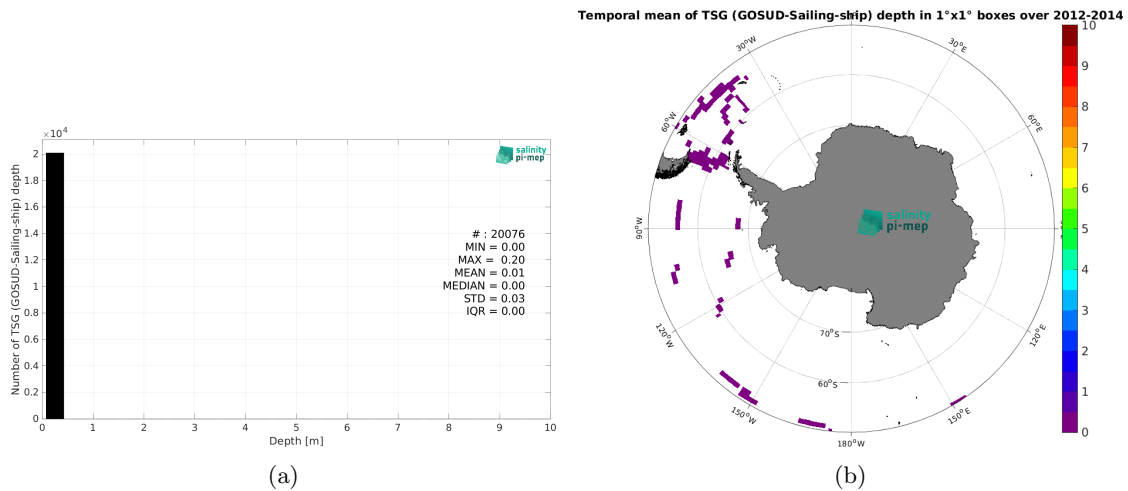 ×10⁴
2
1.8
1.6
1.4
1.2
1
0.8
0.6
0.4
0.2
0
Number of TSG (GOSUD-Sailing-ship) depth
salinity
pi-mep
# : 20076
MIN = 0.00
MAX = 0.20
MEAN = 0.01
MEDIAN = 0.00
STD = 0.03
IQR = 0.00
0 1 2 3 4 5 6 7 8 9 10
Depth [m]
(a)
Temporal mean of TSG (GOSUD-Sailing-ship) depth in 1°x1° boxes over 2012-2014
30°W
30°E
60°W
60°E
90°W
120°W
120°E
150°W
150°E
180°W
70°S
60°S
salinity
pi-mep
10
9
8
7
6
5
4
3
2
1
0
(b)